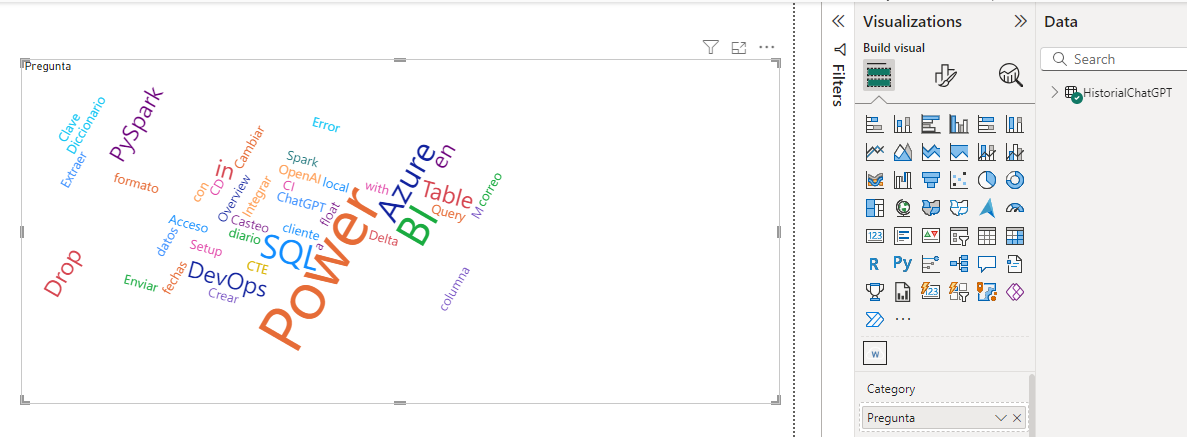 Pregunta
Clave
Diccionario
Extraer
PySpark
formato
Error
Cambiar
in
con
CD
Overview
Integrar
Spark
OpenAI
CI
local
ChatGPT
with
float
Azure
en
Table
BI
Query
M
correo
Acceso
datos
Casteo
diario
cliente
a
Delta
SQL
Setup
CTE
Drop
Enviar
fechas
DevOps
Crear
Power
columna
Filters
Visualizations
Build visual
123
R
Py
123
w
Category
Pregunta
Data
Search
HistorialChatGPT